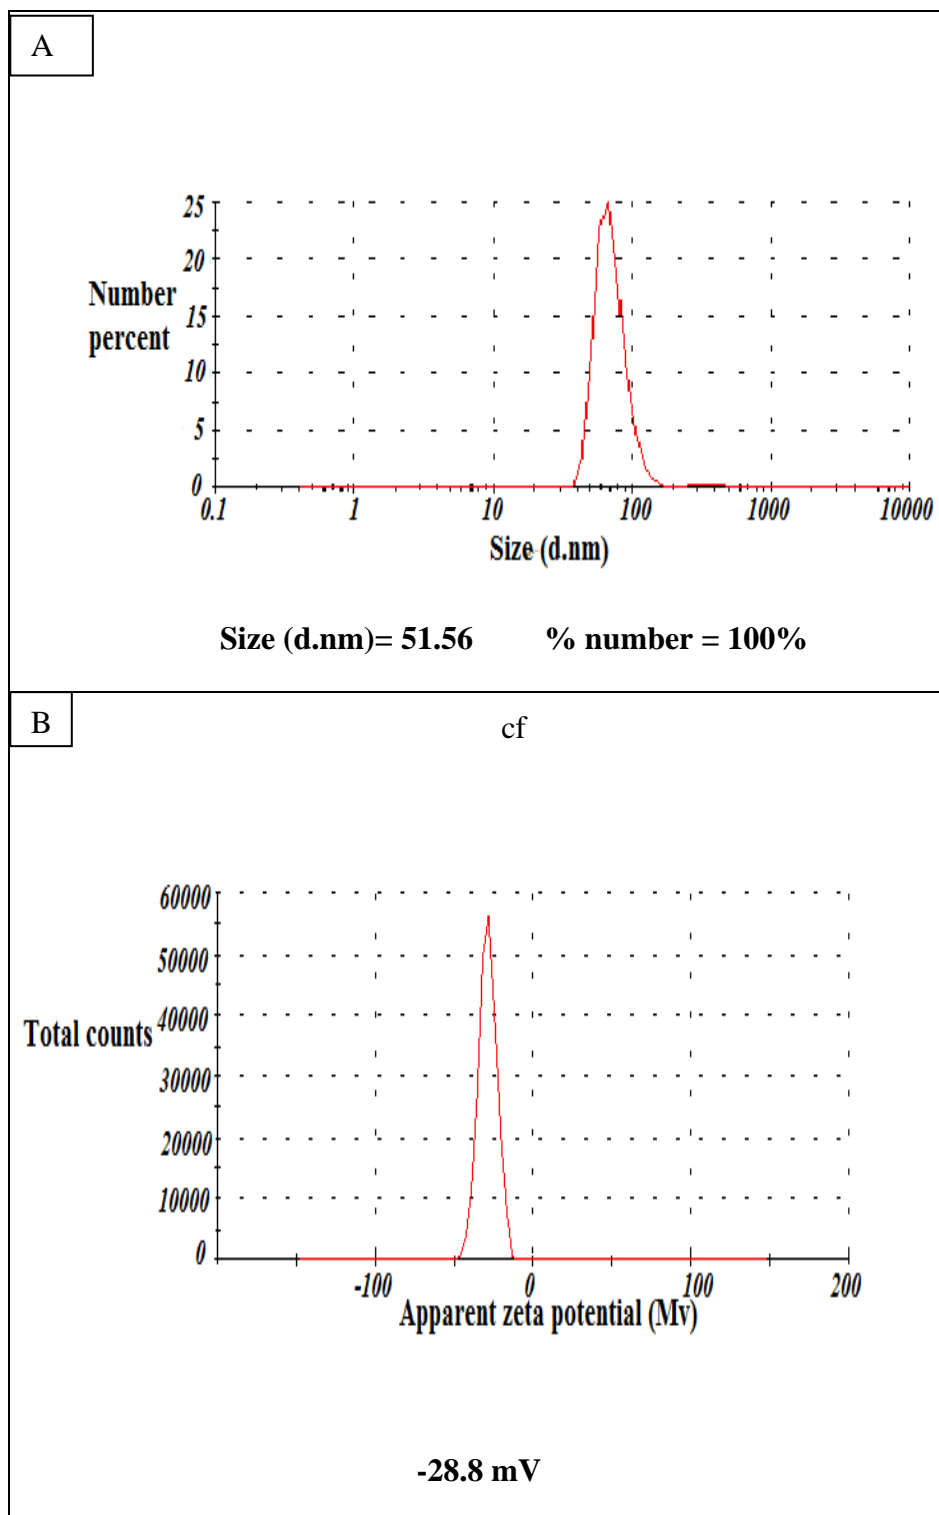 A
25
20
Number
percent
15
10
5
0
0.1 1 10 100 1000 10000
Size (d.nm)
Size (d.nm)= 51.56 % number = 100%
B
cf
60000
50000
Total counts
40000
30000
20000
10000
0
-100 0 100 200
Apparent zeta potential (Mv)
-28.8 mV